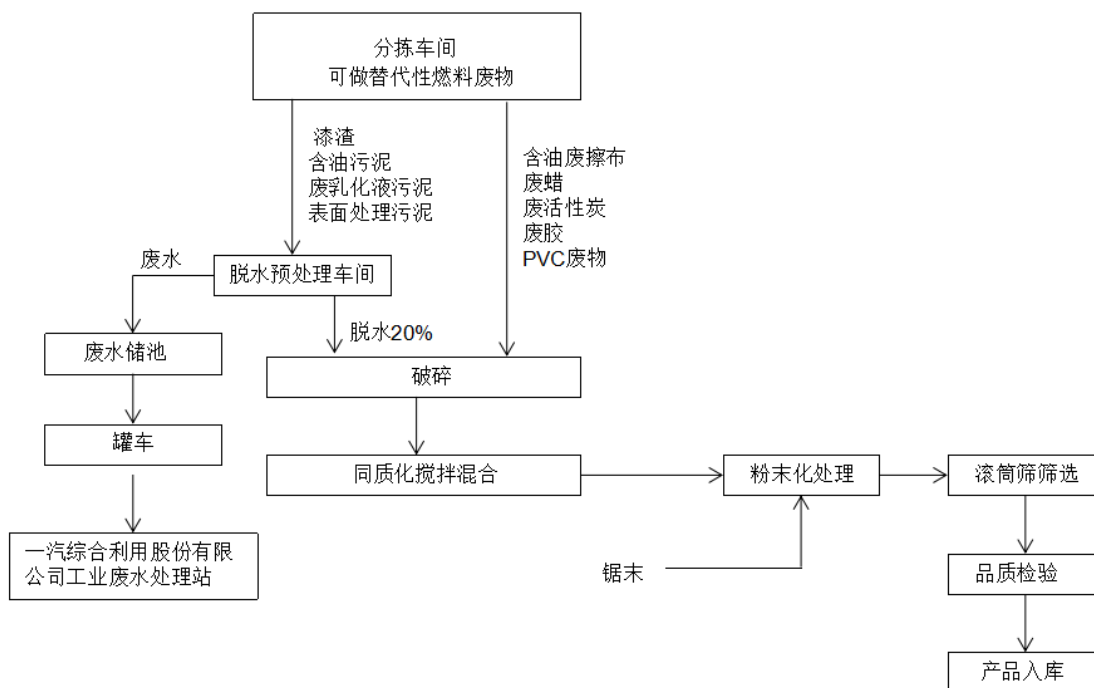 分拣车间
可做替代性燃料废物
漆渣
含油污泥
废乳化液污泥
表面处理污泥
含油废擦布
废蜡
废活性炭
废胶
PVC废物
废水
脱水预处理车间
脱水20%
废水储池
破碎
罐车
同质化搅拌混合
粉末化处理
滚筒筛筛选
一汽综合利用股份有限
公司工业废水处理站
锯末
品质检验
产品入库